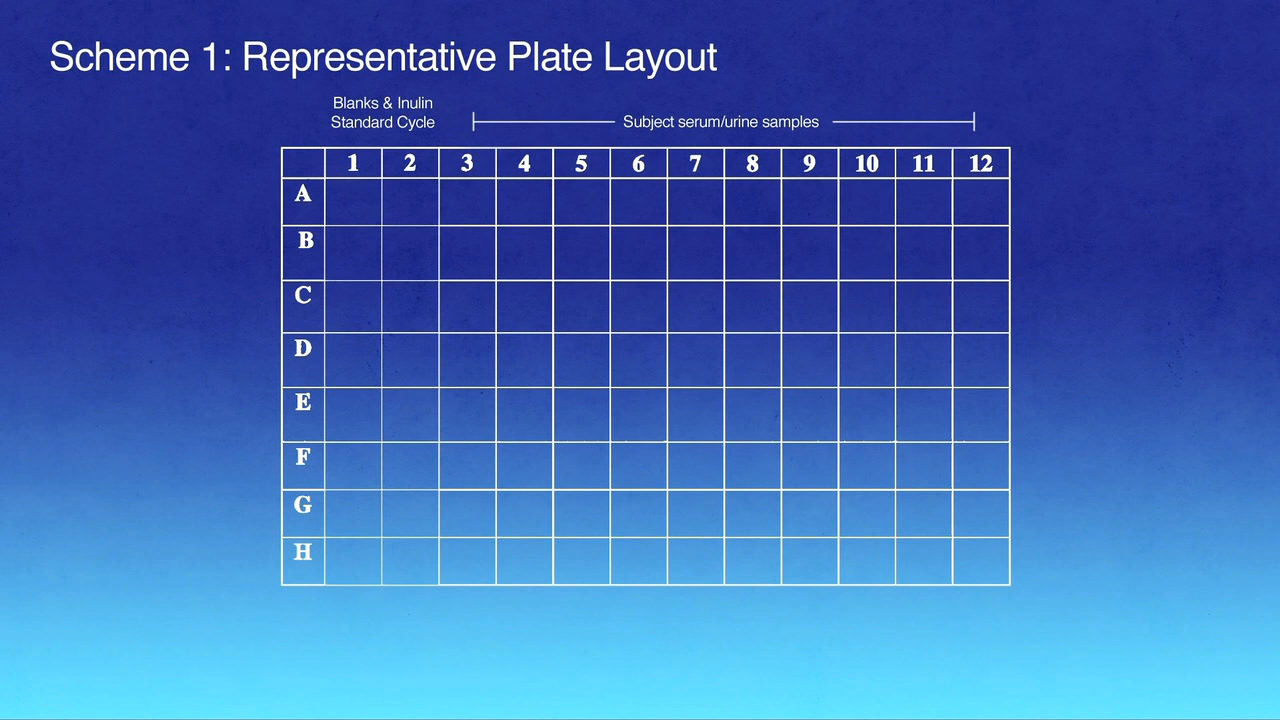 Scheme 1: Representative Plate Layout
Blanks & Inulin
Standard Cycle
Subject serum/urine samples
1 2 3 4 5 6 7 8 9 10 11 12
A
B
C
D
E
F
G
H